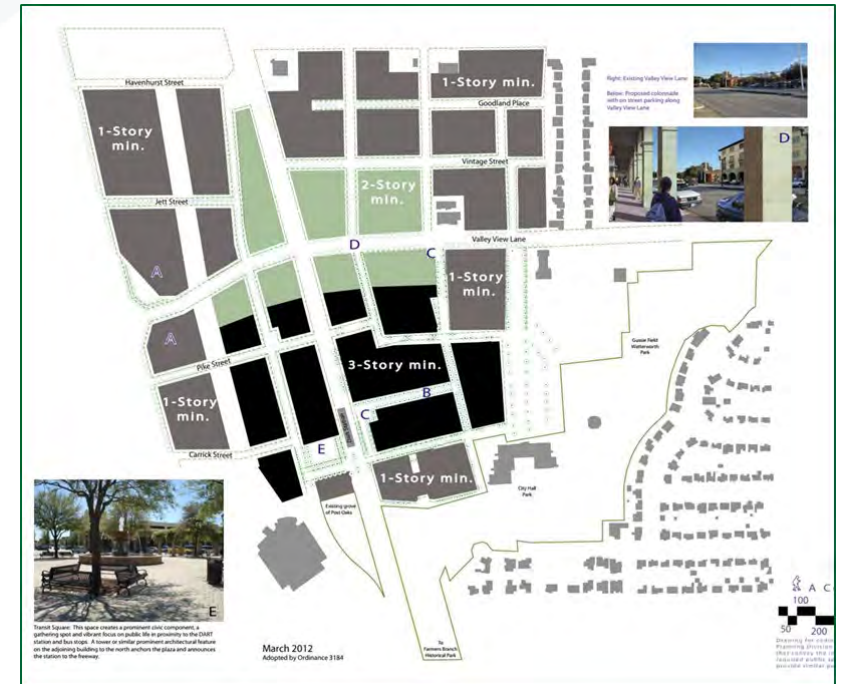 Havenhurst Street
1-Story min.
Goodland Place
Right: Existing Valley View Lane
Below: Proposed colonnade
with on street parking along
Valley View Lane
1-Story
min.
Vintage Street
D
2-Story
min.
Jett Street
Valley View Lane
D
C
A
1-Story
min.
A
Gussie Field
Watterworth
Park
Pike Street
3-Story min.
B
1-Story
min.
C
E
Carrick Street
1-Story min.
City Hall
Park
Existing grove
of Post Oaks
E
A C
100
50 200
Transit Square: This space creates a prominent civic component, a
gathering spot and vibrant focus on public life in proximity to the DART
station and bus stops. A tower or similar prominent architectural feature
on the adjoining building to the north anchors the plaza and announces
the station to the freeway.
March 2012
Adopted by Ordinance 3184
To
Farmers Branch
Historical Park
Planning Division